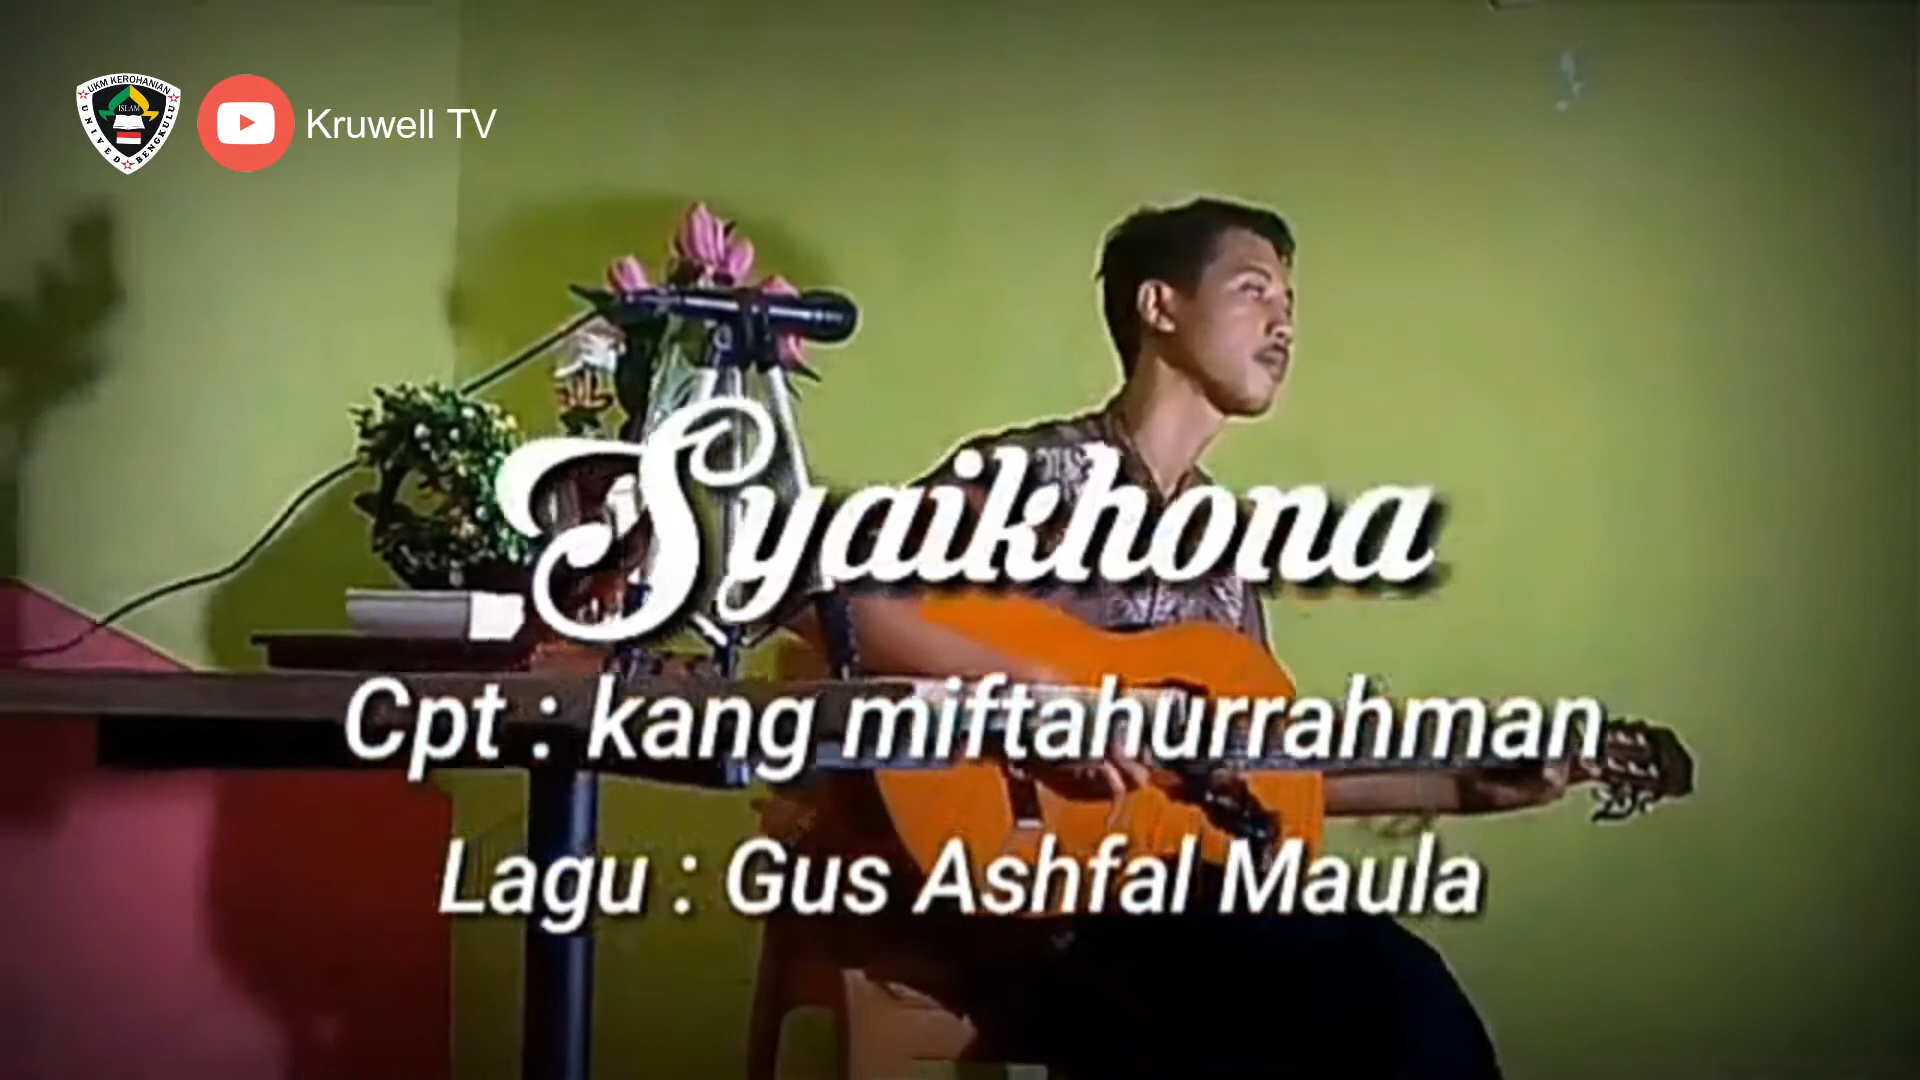 UKM KEROHANIAN
ISLAM
UNIVED BENGKULU
Kruwell TV
Syaikhona
Cpt : kang miftahurrahman
Lagu : Gus Ashfal Maula